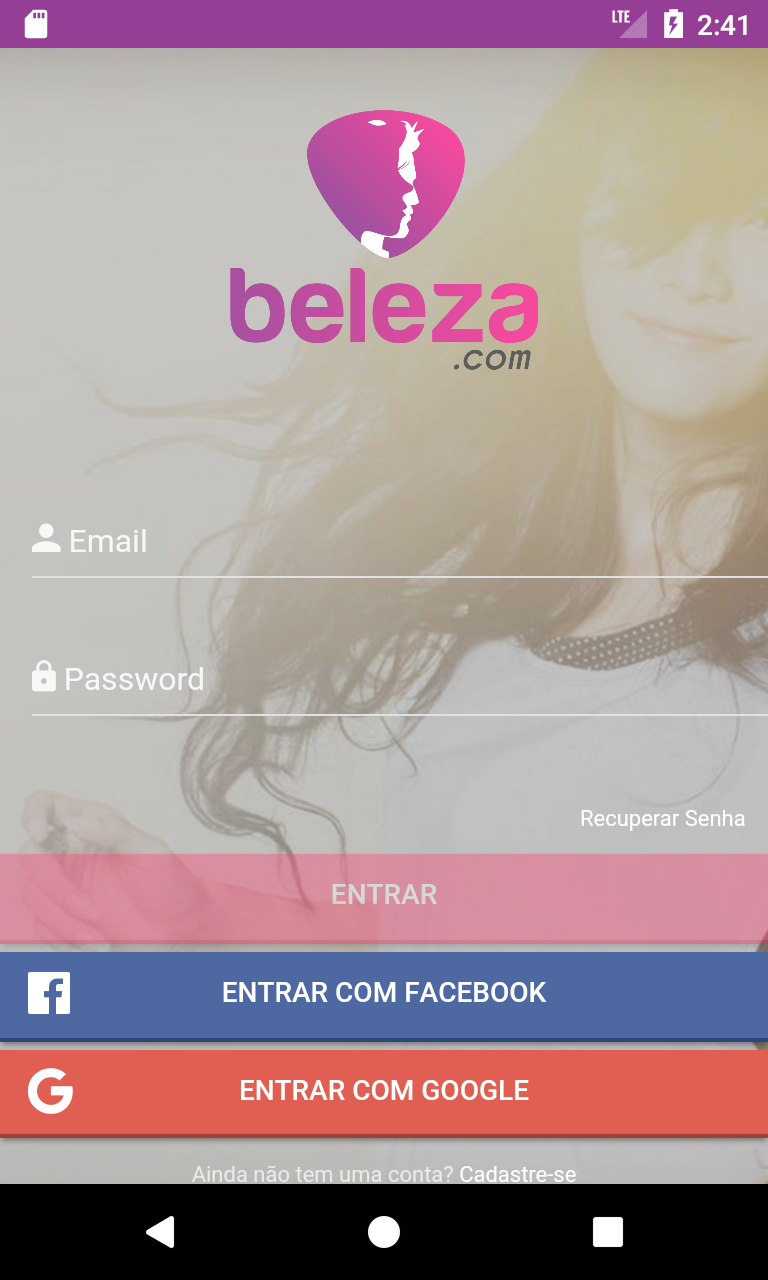 LTE 2:41
beleza
.com
Email
Password
Recuperar Senha
ENTRAR
ENTRAR COM FACEBOOK
ENTRAR COM GOOGLE
Ainda não tem uma conta? Cadastre-se